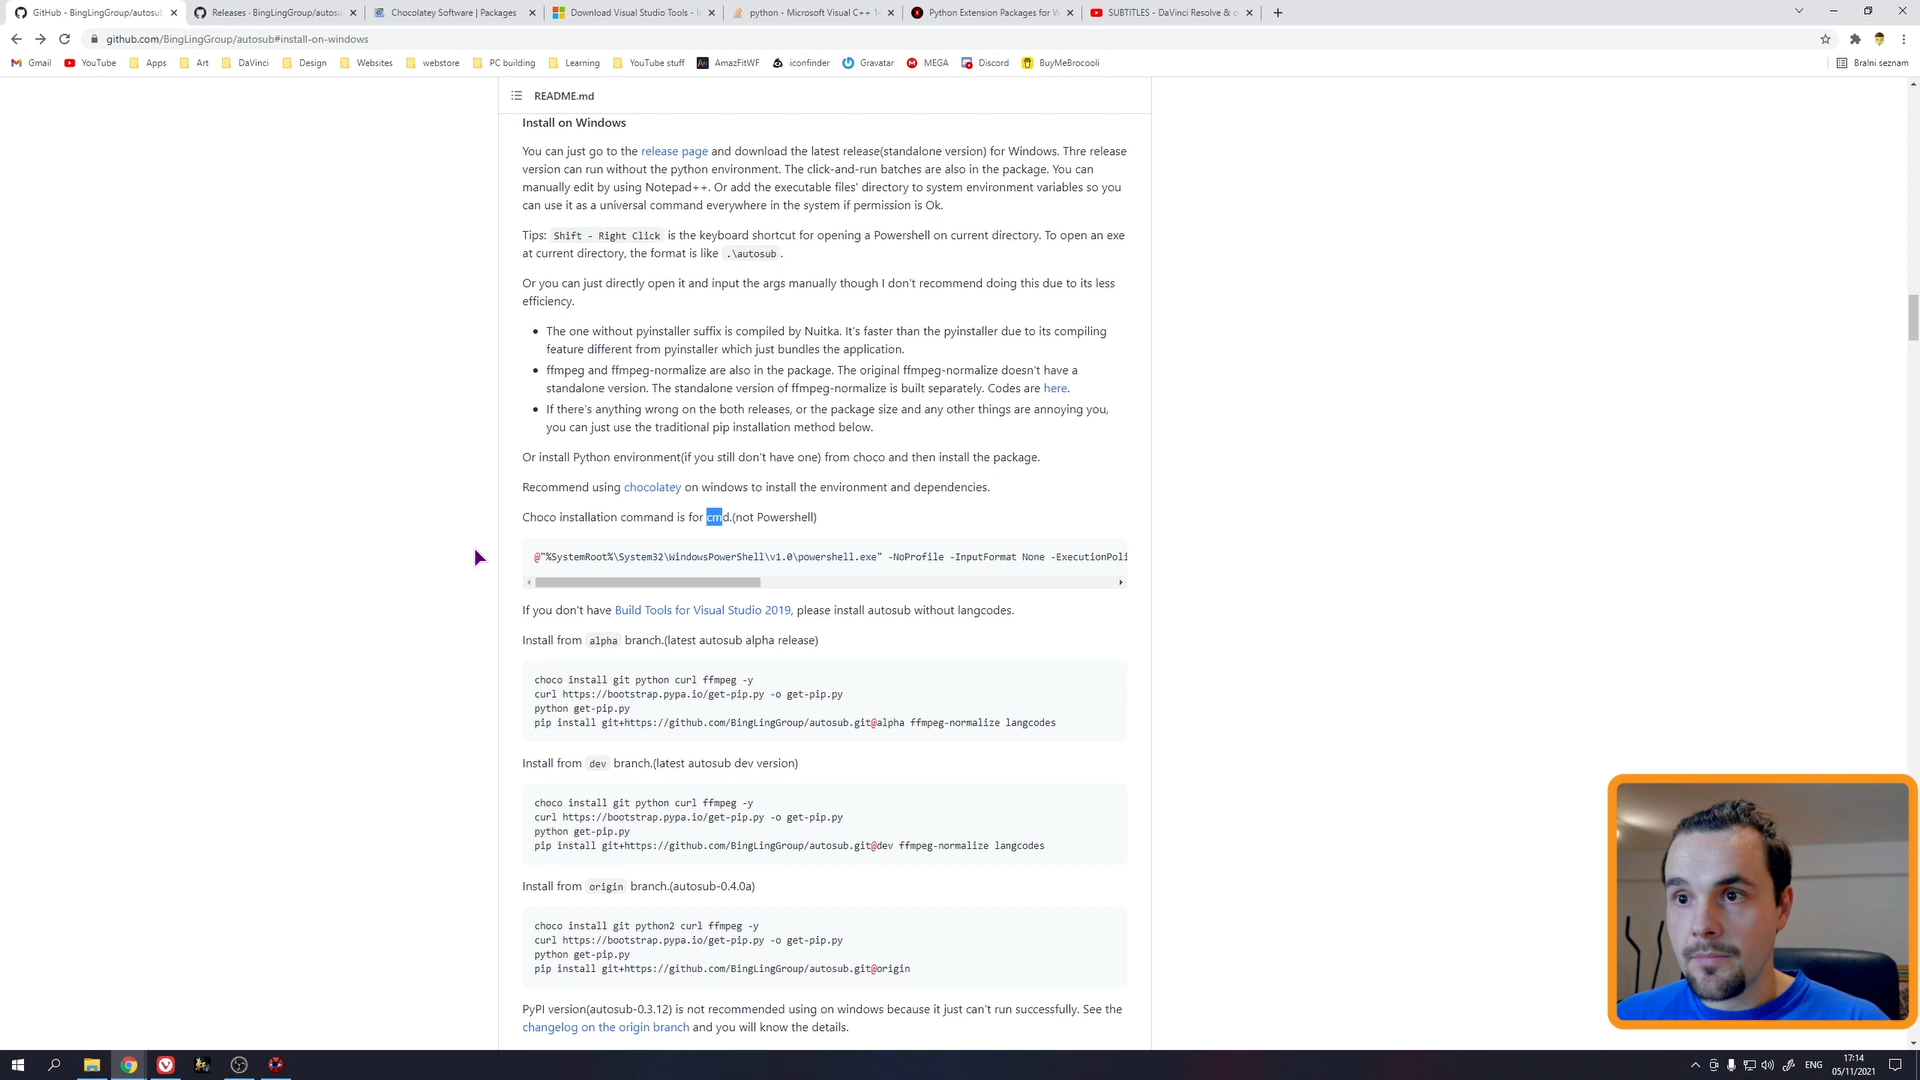 GitHub - BingLingGroup/autosub
Releases · BingLingGroup/autosu
Chocolatey Software | Packages
Download Visual Studio Tools - I
python - Microsoft Visual C++ 1
Python Extension Packages for W
SUBTITLES - DaVinci Resolve & o
github.com/BingLingGroup/autosub#install-on-windows
Gmail
YouTube
Apps
Art
DaVinci
Design
Websites
webstore
PC building
Learning
YouTube stuff
AmazFitWF
iconfinder
Gravatar
MEGA
Discord
BuyMeBrocoli
Bralni seznam
README.md
Install on Windows
You can just go to the release page and download the latest release(standalone version) for Windows. Thre release
version can run without the python environment. The click-and-run batches are also in the package. You can
manually edit by using Notepad++. Or add the executable files' directory to system environment variables so you
can use it as a universal command everywhere in the system if permission is Ok.
Tips: Shift - Right Click is the keyboard shortcut for opening a Powershell on current directory. To open an exe
at current directory, the format is like .\autosub .
Or you can just directly open it and input the args manually though I don't recommend doing this due to its less
efficiency.
• The one without pyinstaller suffix is compiled by Nuitka. It's faster than the pyinstaller due to its compiling
feature different from pyinstaller which just bundles the application.
• ffmpeg and ffmpeg-normalize are also in the package. The original ffmpeg-normalize doesn't have a
standalone version. The standalone version of ffmpeg-normalize is built separately. Codes are here.
• If there's anything wrong on the both releases, or the package size and any other things are annoying you,
you can just use the traditional pip installation method below.
Or install Python environment(if you still don't have one) from choco and then install the package.
Recommend using chocolatey on windows to install the environment and dependencies.
Choco installation command is for cmd.(not Powershell)
@"%SystemRoot%\System32\WindowsPowerShell\v1.0\powershell.exe" -NoProfile -InputFormat None -ExecutionPoli
If you don't have Build Tools for Visual Studio 2019, please install autosub without langcodes.
Install from alpha branch.(latest autosub alpha release)
choco install git python curl ffmpeg -y
curl https://bootstrap.pypa.io/get-pip.py -o get-pip.py
python get-pip.py
pip install git+https://github.com/BingLingGroup/autosub.git@alpha ffmpeg-normalize langcodes
Install from dev branch.(latest autosub dev version)
choco install git python curl ffmpeg -y
curl https://bootstrap.pypa.io/get-pip.py -o get-pip.py
python get-pip.py
pip install git+https://github.com/BingLingGroup/autosub.git@dev ffmpeg-normalize langcodes
Install from origin branch.(autosub-0.4.0a)
choco install git python2 curl ffmpeg -y
curl https://bootstrap.pypa.io/get-pip.py -o get-pip.py
python get-pip.py
pip install git+https://github.com/BingLingGroup/autosub.git@origin
PyPI version(autosub-0.3.12) is not recommended using on windows because it just can't run successfully. See the
changelog on the origin branch and you will know the details.
ENG
17:14
05/11/2021